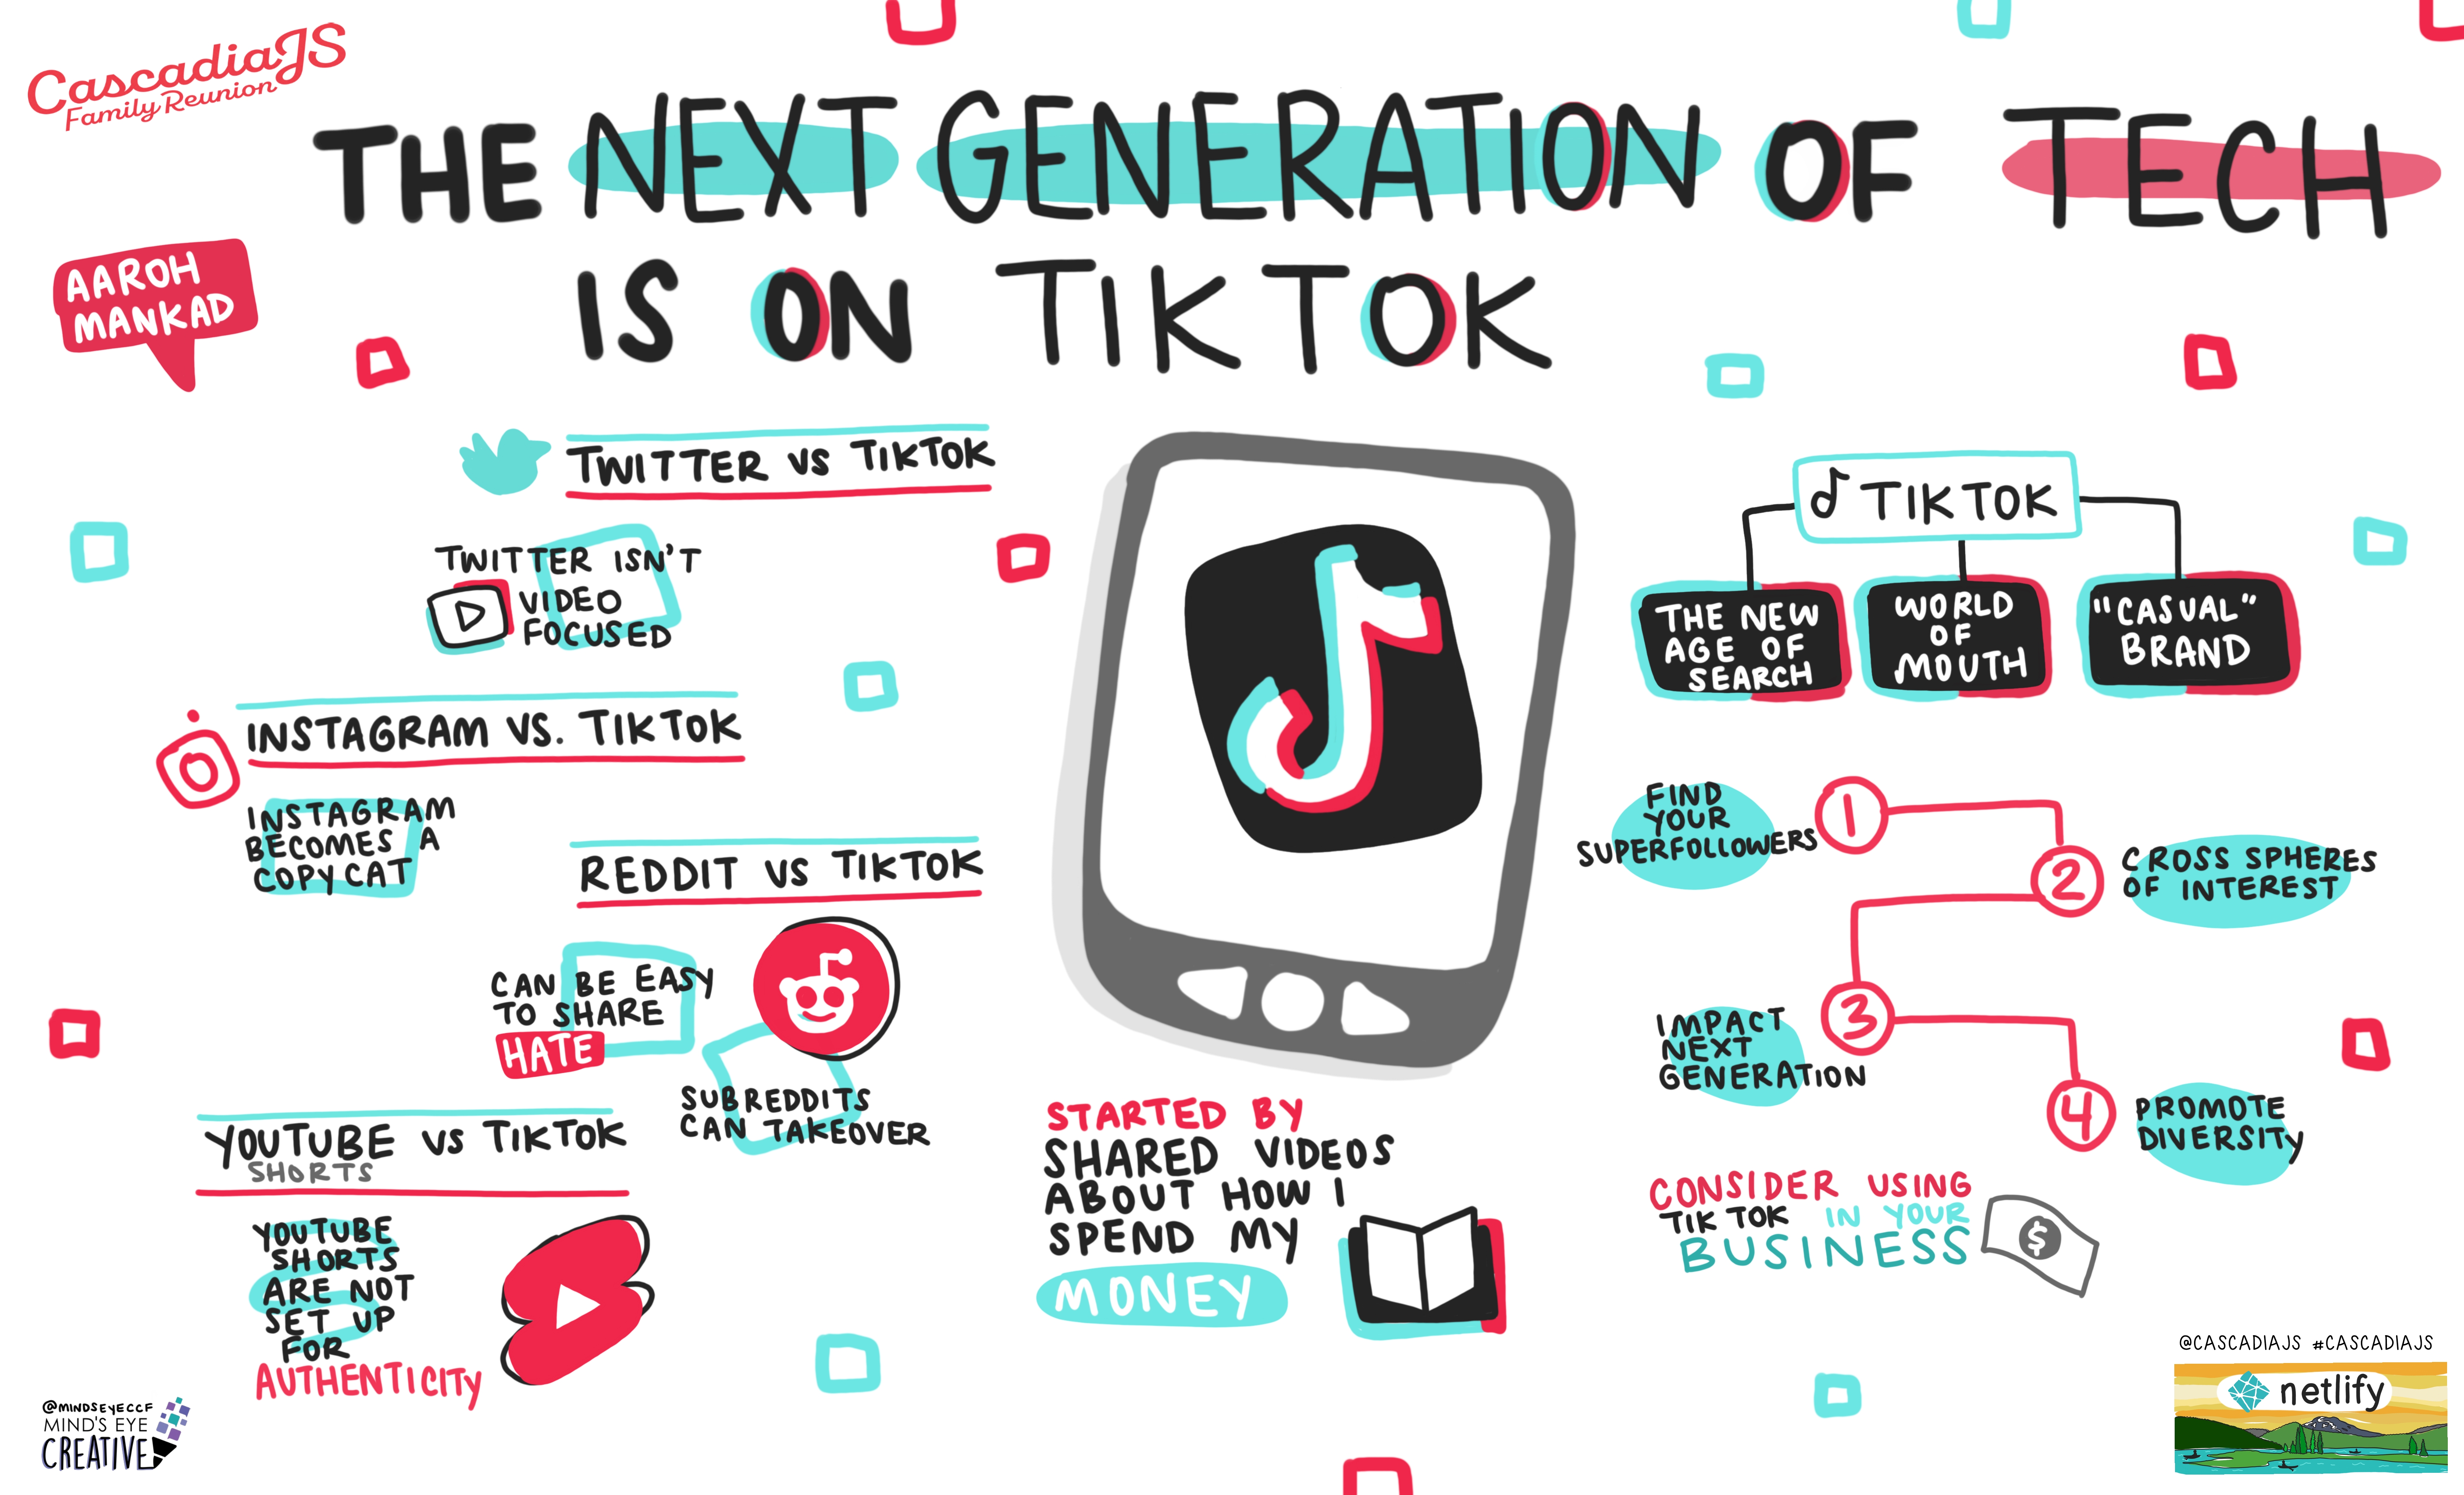 CascadiaJS
Family Reunion
THE NEXT GENERATION OF TECH
IS ON TIKTOK
AAROH
MANKAD
TWITTER VS TIKTOK
TWITTER ISN'T
VIDEO
FOCUSED
INSTAGRAM VS. TIKTOK
INSTAGRAM
BECOMES A
COPYCAT
REDDIT VS TIKTOK
CAN BE EASY
TO SHARE
HATE
SUBREDDITS
CAN TAKEOVER
YOUTUBE VS TIKTOK
SHORTS
YOUTUBE
SHORTS
ARE NOT
SET UP
FOR
AUTHENTICITY
STARTED BY
SHARED VIDEOS
ABOUT HOW I
SPEND MY
MONEY
TIKTOK
THE NEW
AGE OF
SEARCH
WORLD
OF
MOUTH
"CASUAL"
BRAND
FIND
YOUR
SUPERFOLLOWERS
1
2
CROSS SPHERES
OF INTEREST
IMPACT
NEXT
GENERATION
3
4
PROMOTE
DIVERSITY
CONSIDER USING
TIK TOK IN YOUR
BUSINESS
$
@MINDSEYECCF
MIND'S EYE
CREATIVE
@CASCADIAJS #CASCADIAJS
netlify